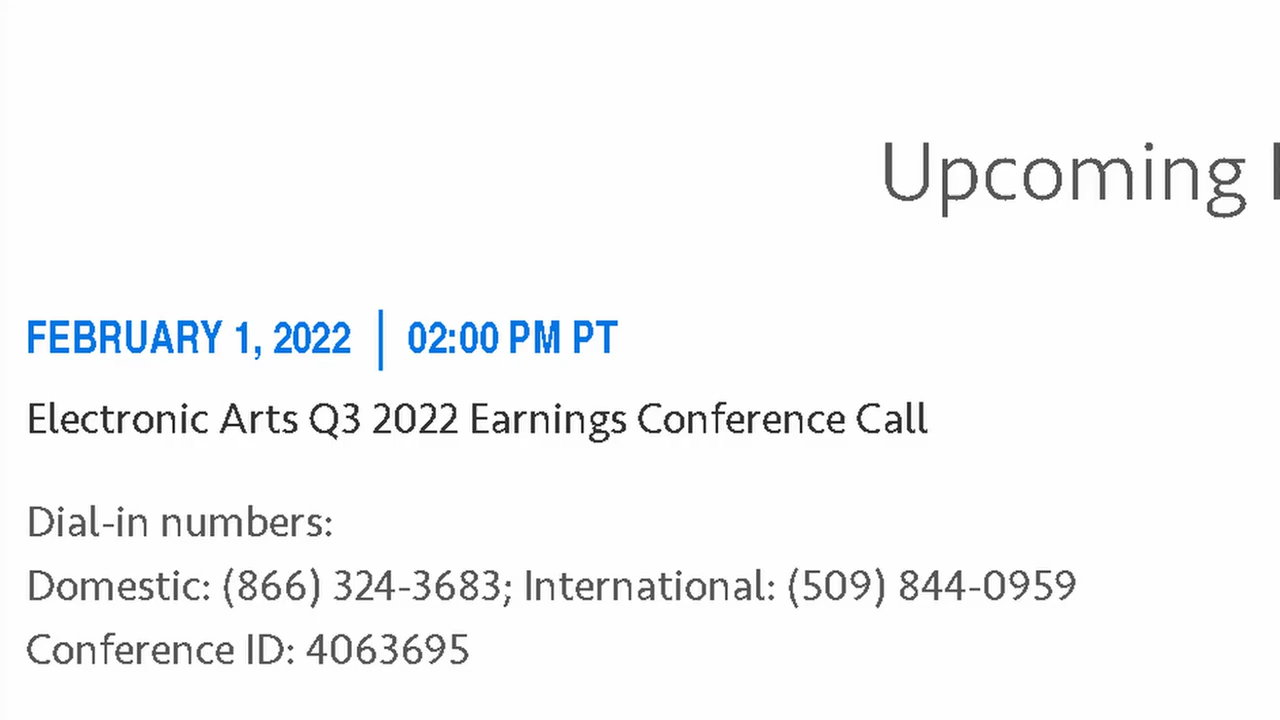 Upcoming
FEBRUARY 1, 2022 | 02:00 PM PT
Electronic Arts Q3 2022 Earnings Conference Call
Dial-in numbers:
Domestic: (866) 324-3683; International: (509) 844-0959
Conference ID: 4063695